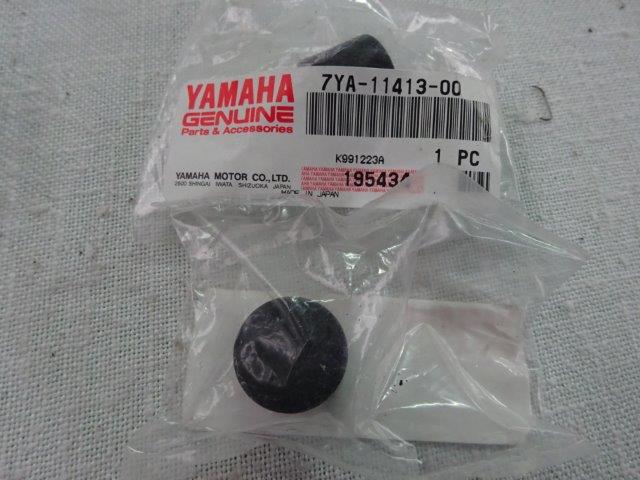 7YA-11413-00
YAMAHA
GENUINE
Parts & Accessories
K991223A
1 PC
YAMAHA MOTOR CO., LTD.
2500 SHINGAI IWATA SHIZUOKA JAPAN
MADE IN JAPAN
195434